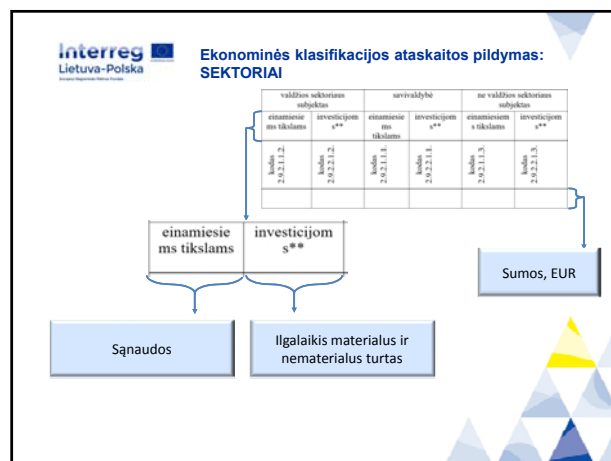 Interreg
Lietuva-Polska
Ekonominės klasifikacijos ataskaitos pildymas:
SEKTORIAI
valdžios sektoriaus
subjektas
savivaldybė
ne valdžios sektoriaus
subjektas
einamiesie
ms tikslams
investicijom
s**
einamiesie
ms
tikslams
investicijom
s**
einamiesiem
s tikslams
investicijom
s**
kodas
2.9.2.1.1.2.
kodas
2.9.2.2.1.2.
kodas
2.9.2.1.1.1.
kodas
2.9.2.2.1.1.
kodas
2.9.2.1.1.3.
kodas
2.9.2.2.1.3.
einamiesie
ms tikslams
investicijom
s**
Sumos, EUR
Sąnaudos
Ilgalaikis materialus ir
nematerialus turtas